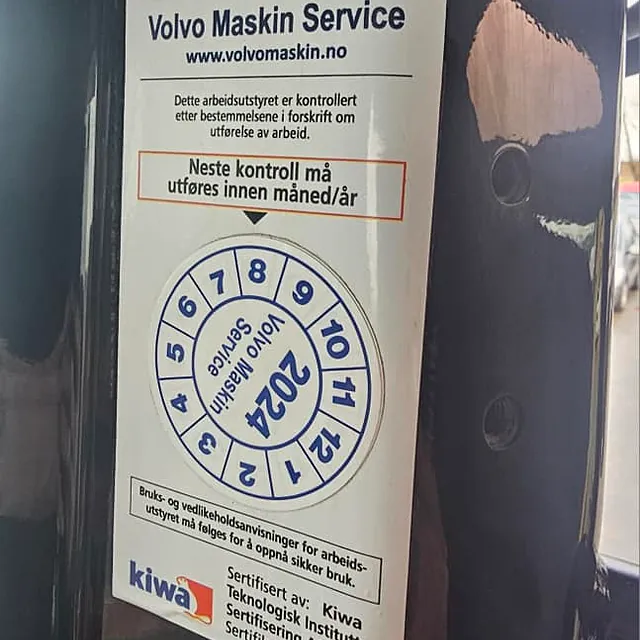 Volvo Maskin Service
www.volvomaskin.no
Dette arbeidsutstyret er kontrollert
etter bestemmelsene i forskrift om
utførelse av arbeid.
Neste kontroll må
utføres innen måned/år
1 2 3 4 5 6 7 8 9 10 11 12
Volvo Maskin
Service
2024
Bruks- og vedlikeholdsanvisninger for arbeids-
utstyret må følges for å oppnå sikker bruk.
kiwa
Sertifisert av: Kiwa
Teknologisk Institutt
Sertifisering